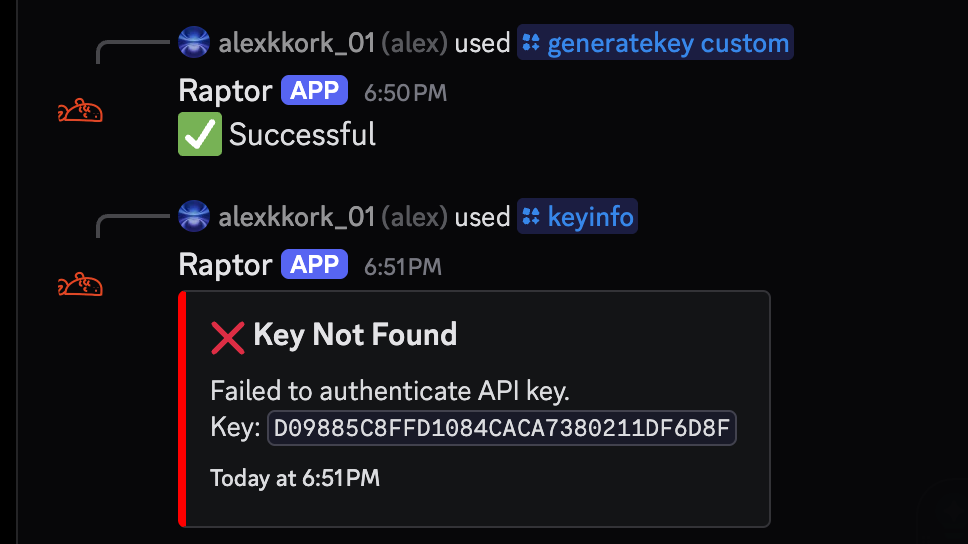 alexkkork_01 (alex) used generatekey custom
Raptor APP 6:50 PM
✅ Successful
alexkkork_01 (alex) used keyinfo
Raptor APP 6:51 PM
❌ Key Not Found
Failed to authenticate API key.
Key: D09885C8FFD1084CACA7380211DF6D8F
Today at 6:51 PM